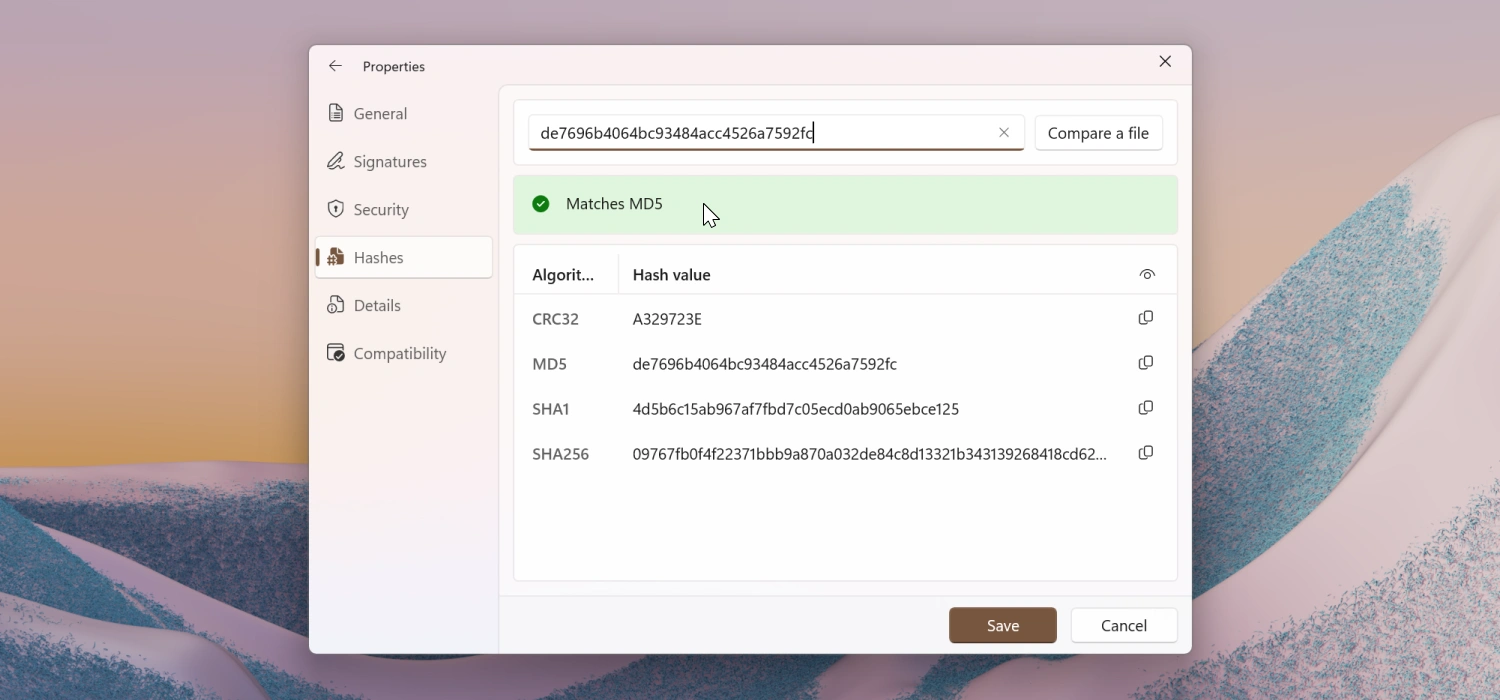 Properties
General
Signatures
Security
Hashes
Details
Compatibility
de7696b4064bc93484acc4526a7592fc
Compare a file
Matches MD5
Algorit... Hash value
CRC32 A329723E
MD5 de7696b4064bc93484acc4526a7592fc
SHA1 4d5b6c15ab967af7fbd7c05ecd0ab9065ebce125
SHA256 09767fb0f4f22371bbb9a870a032de84c8d13321b343139268418cd62...
Save Cancel